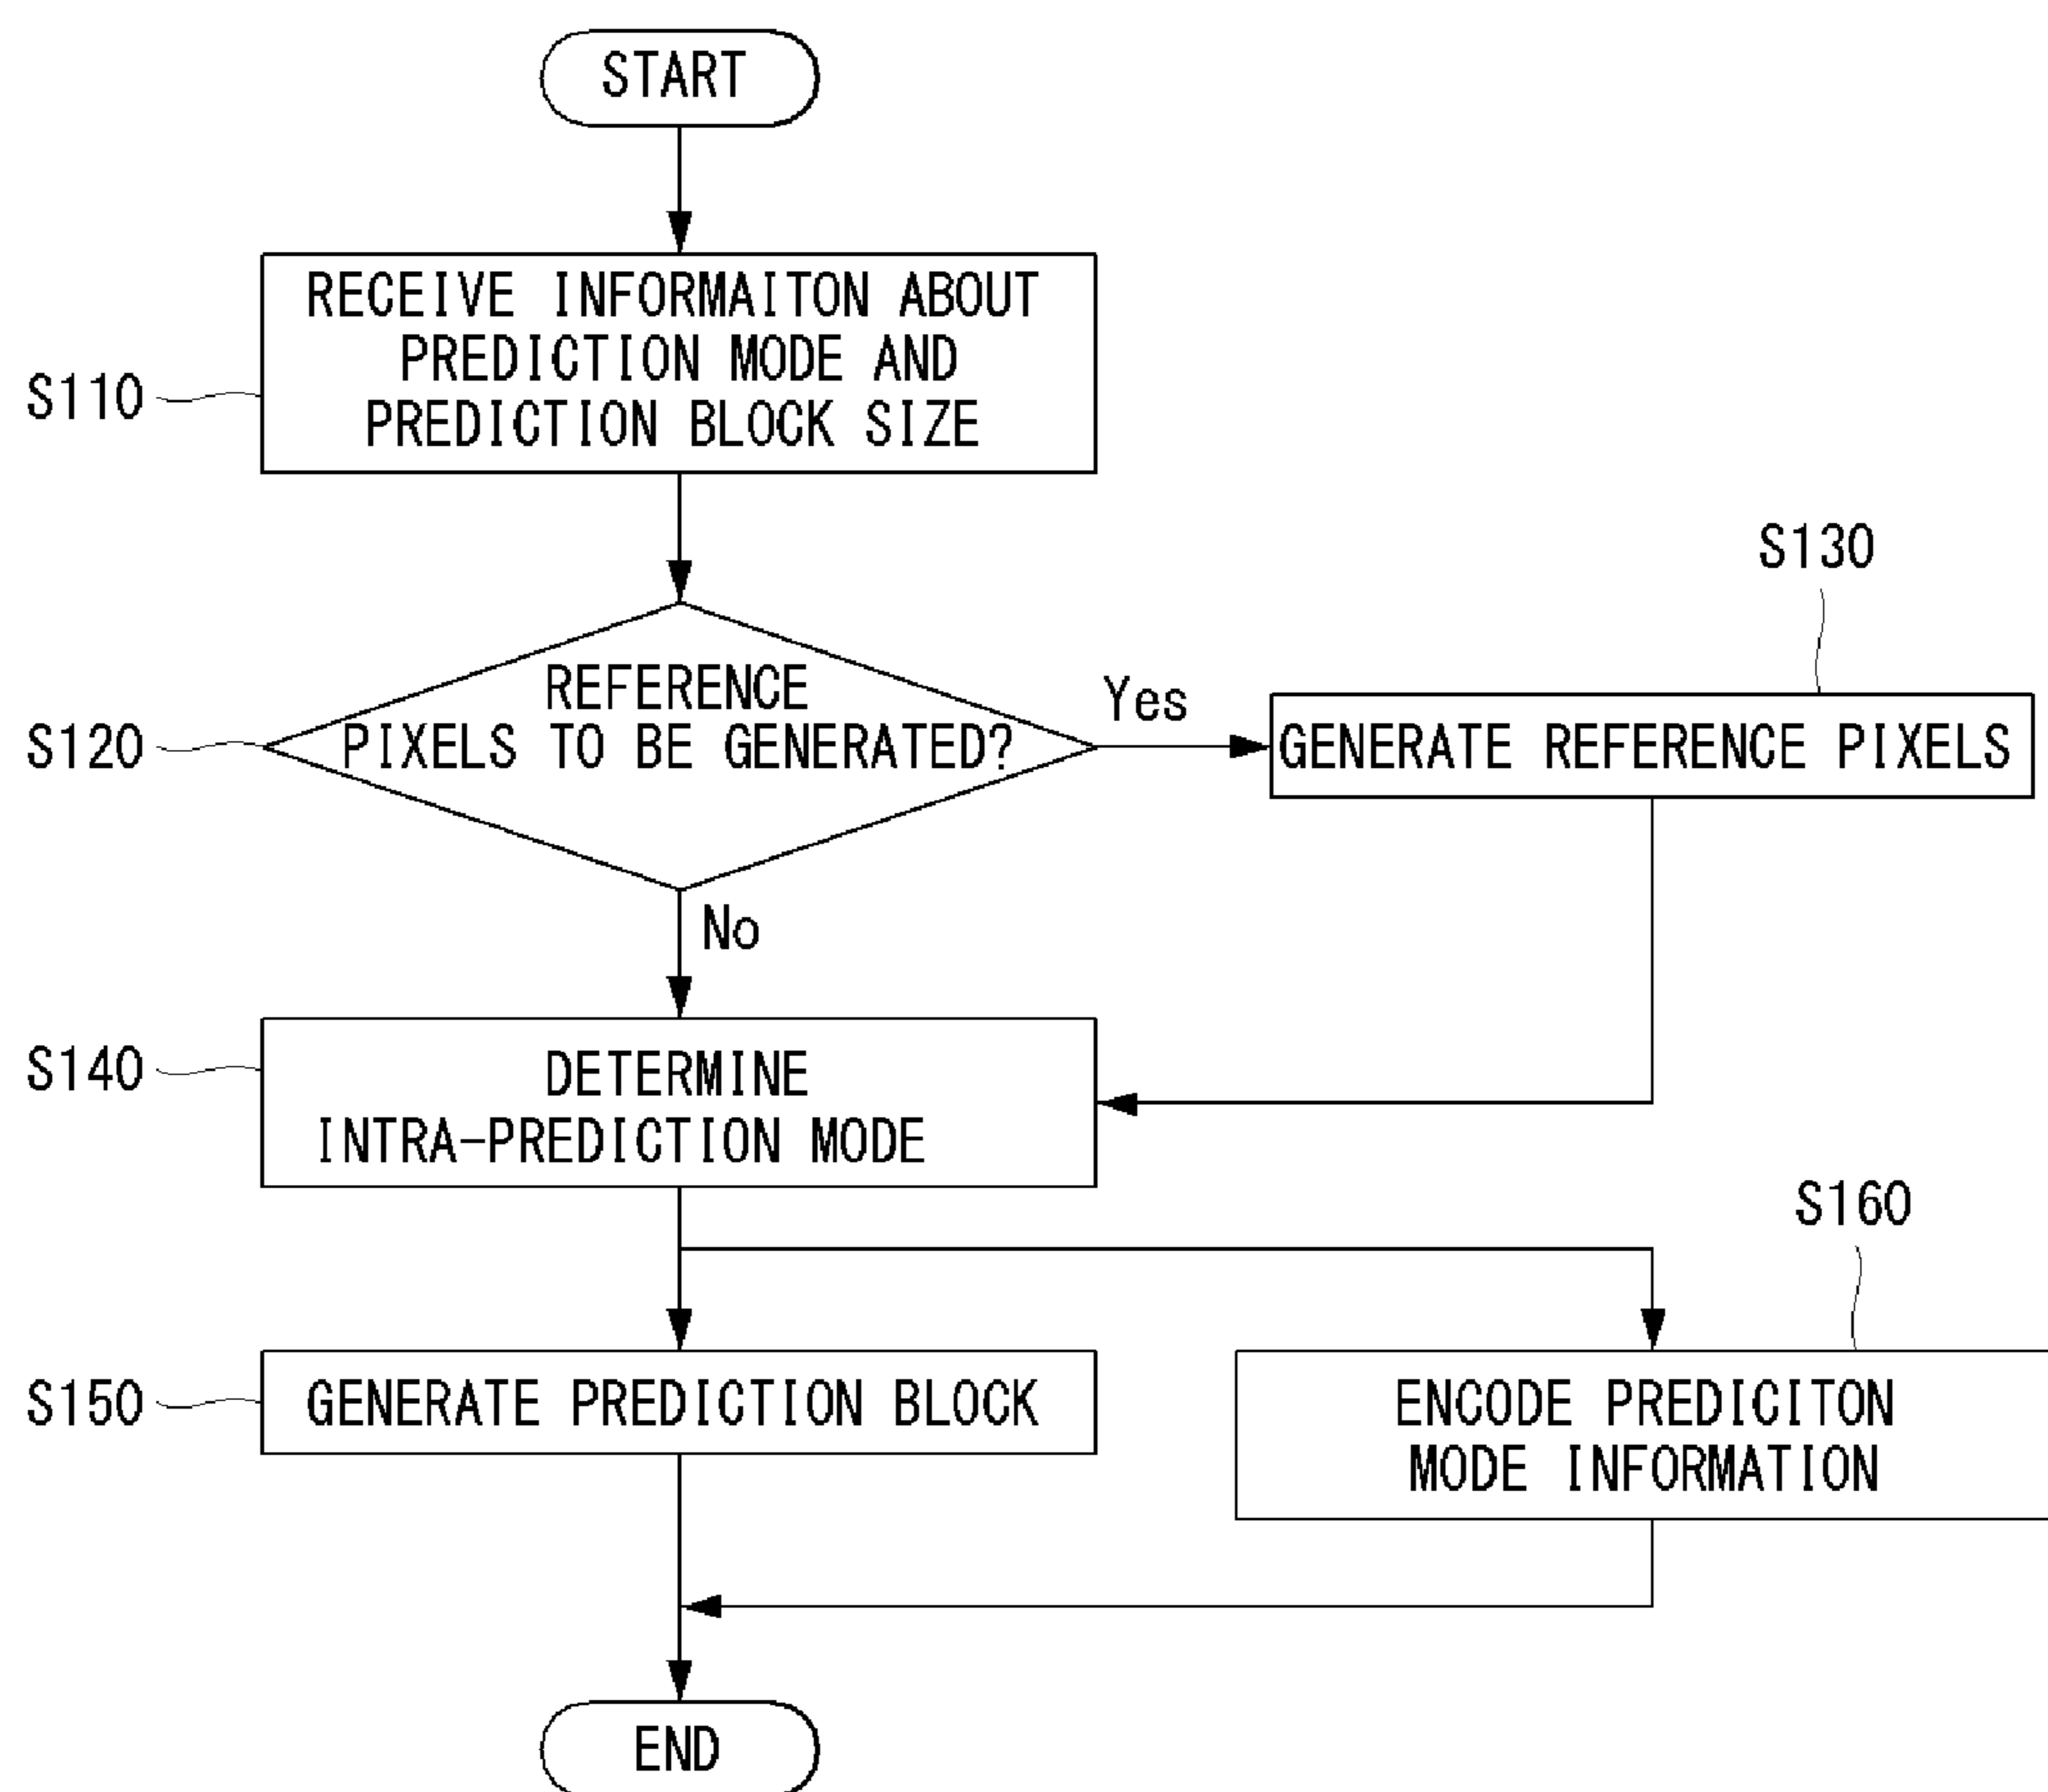 START
RECEIVE INFORMAITON ABOUT
PREDICTION MODE AND
PREDICTION BLOCK SIZE
S110
S130
REFERENCE
PIXELS TO BE GENERATED?
S120
Yes
GENERATE REFERENCE PIXELS
No
S140
DETERMINE
INTRA-PREDICTION MODE
S160
S150
GENERATE PREDICTION BLOCK
ENCODE PREDICITON
MODE INFORMATION
END